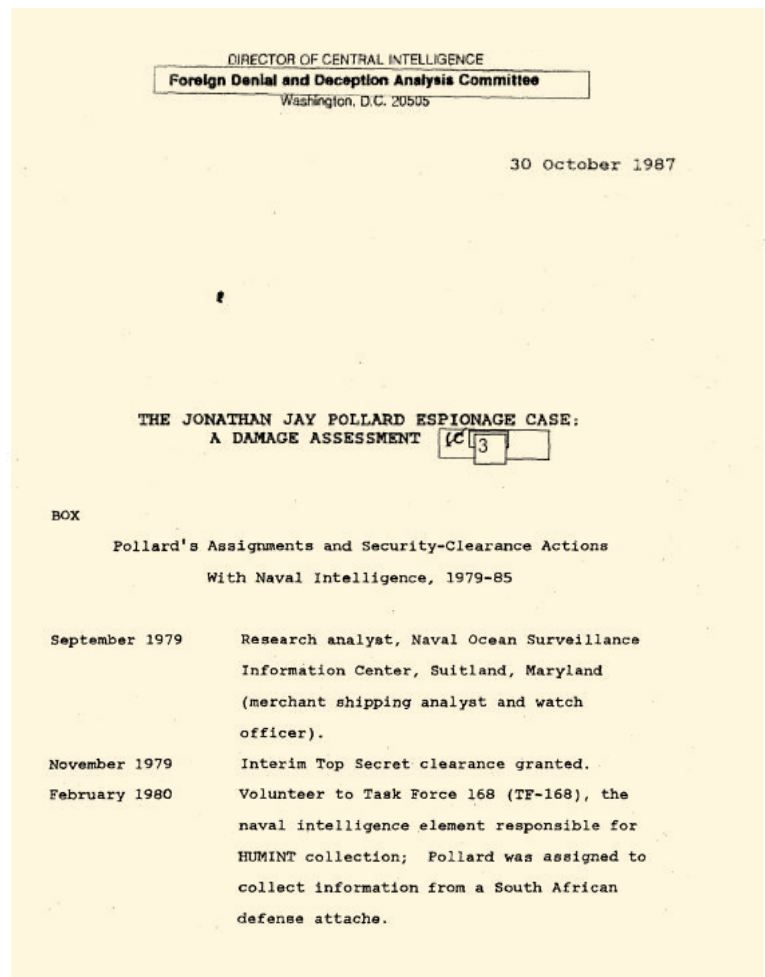 DIRECTOR OF CENTRAL INTELLIGENCE
Foreign Denial and Deception Analysis Committee
Washington, D.C. 20505
30 October 1987
THE JONATHAN JAY POLLARD ESPIONAGE CASE:
A DAMAGE ASSESSMENT 3
BOX
Pollard's Assignments and Security-Clearance Actions
With Naval Intelligence, 1979-85
September 1979 Research analyst, Naval Ocean Surveillance
Information Center, Suitland, Maryland
(merchant shipping analyst and watch
officer).
November 1979 Interim Top Secret clearance granted.
February 1980 Volunteer to Task Force 168 (TF-168), the
naval intelligence element responsible for
HUMINT collection; Pollard was assigned to
collect information from a South African
defense attache.